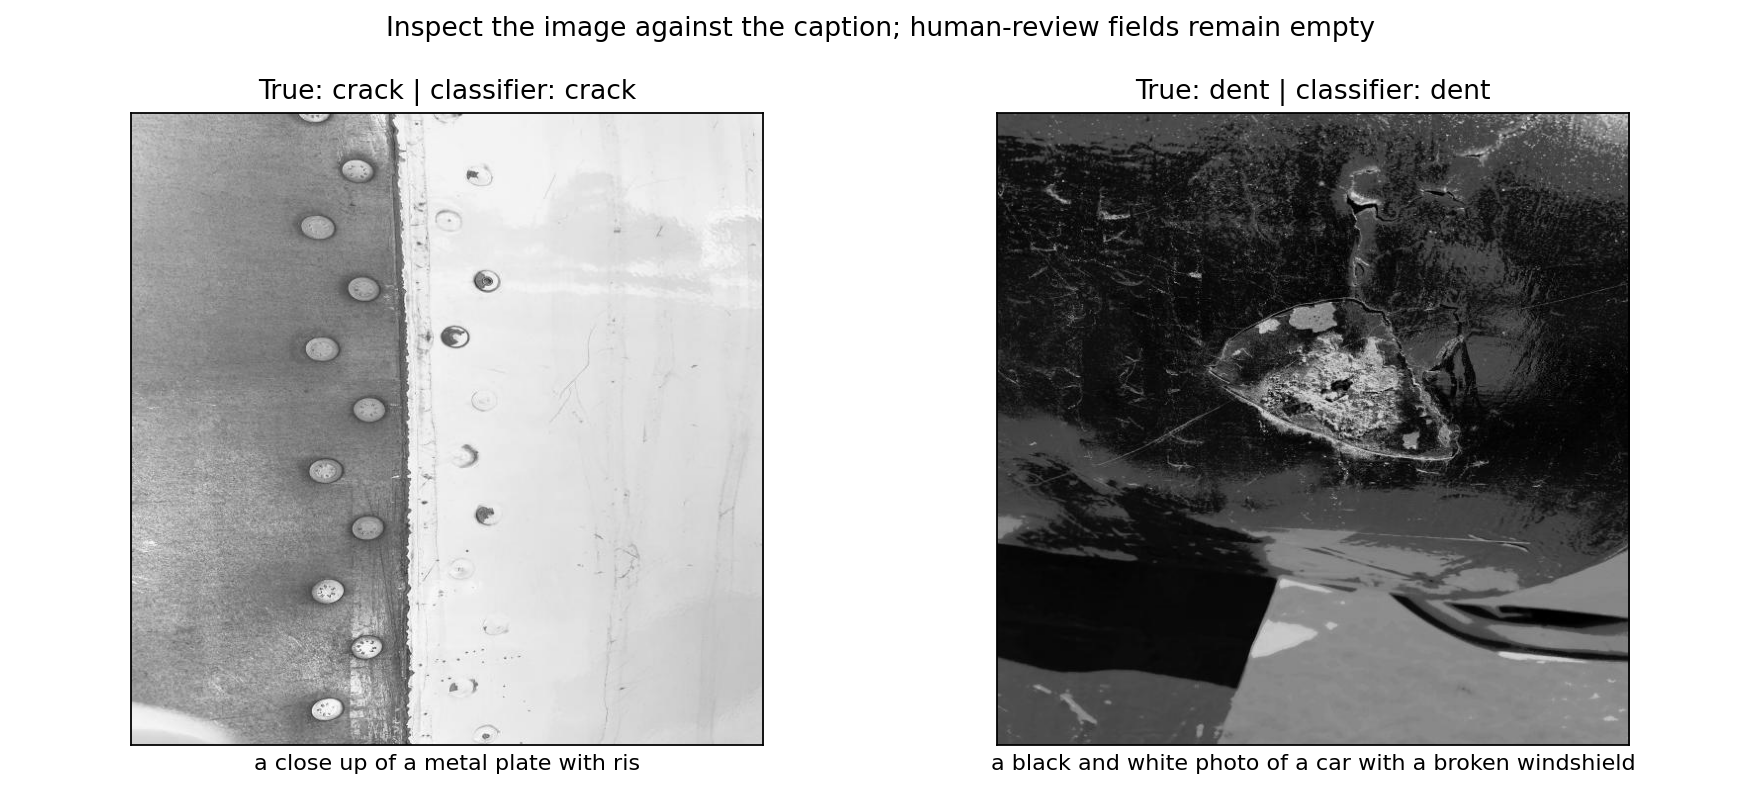 Inspect the image against the caption; human-review fields remain empty
True: crack | classifier: crack
True: dent | classifier: dent
a close up of a metal plate with ris
a black and white photo of a car with a broken windshield